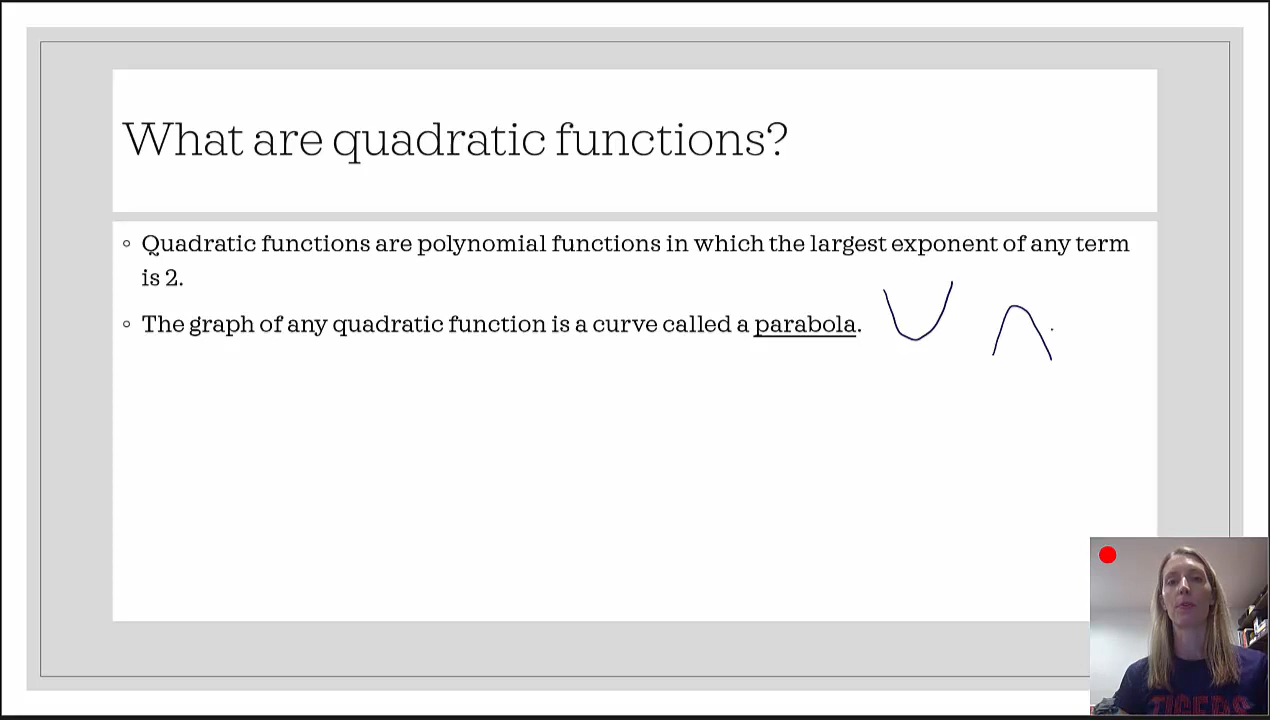 What are quadratic functions?
◦ Quadratic functions are polynomial functions in which the largest exponent of any term
is 2.
◦ The graph of any quadratic function is a curve called a parabola.
TIGERS